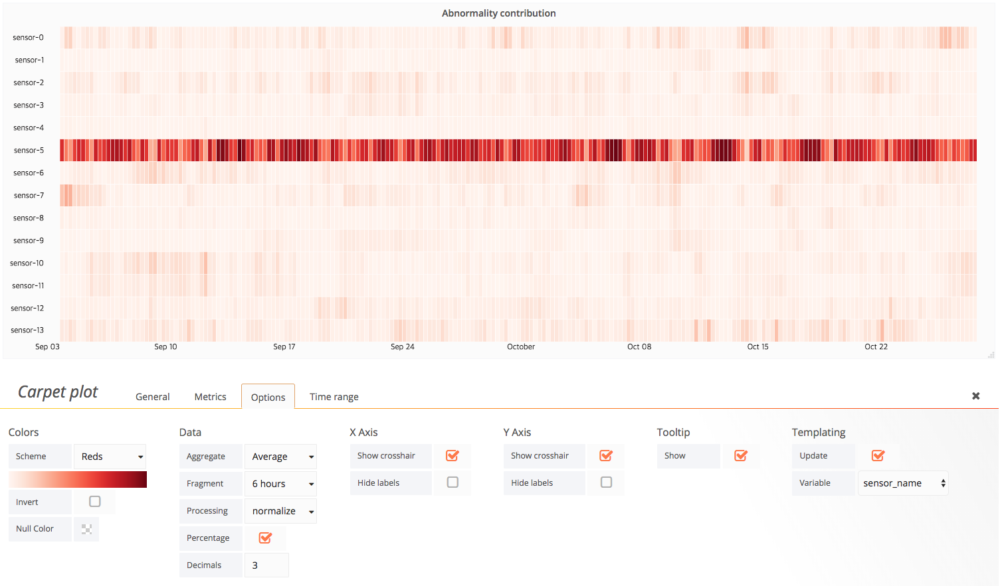 Abnormality contribution
sensor-0
sensor-1
sensor-2
sensor-3
sensor-4
sensor-5
sensor-6
sensor-7
sensor-8
sensor-9
sensor-10
sensor-11
sensor-12
sensor-13
Sep 03 Sep 10 Sep 17 Sep 24 October Oct 08 Oct 15 Oct 22
Carpet plot General Metrics Options Time range
Colors Data X Axis Y Axis Tooltip Templating
Scheme Reds Aggregate Average Show crosshair Show crosshair Show Update
Fragment 6 hours Hide labels Hide labels Variable sensor_name
Invert Processing normalize
Null Color Percentage
Decimals 3